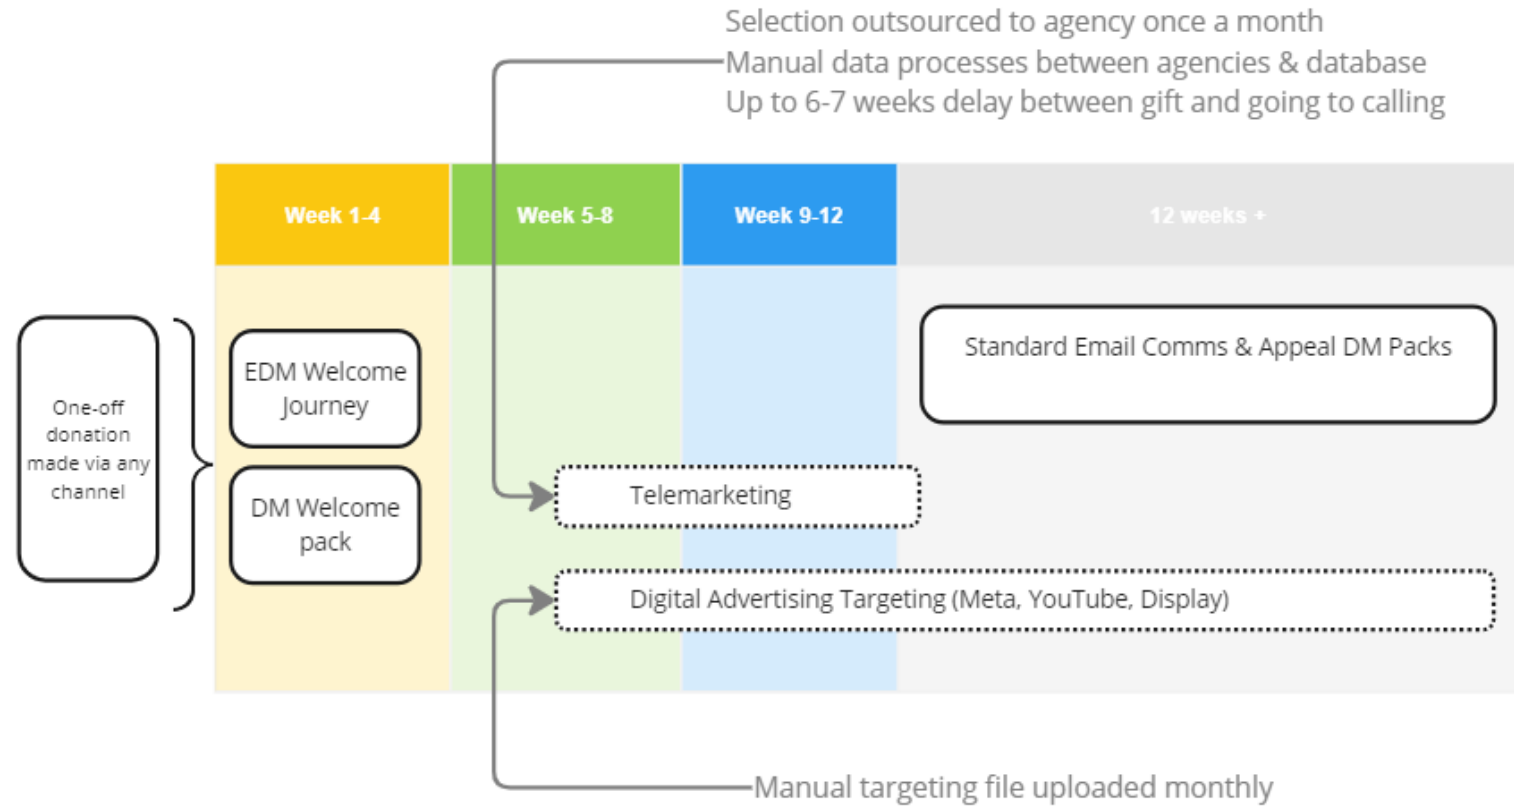 Selection outsourced to agency once a month
Manual data processes between agencies & database
Up to 6-7 weeks delay between gift and going to calling
Week 1-4
Week 5-8
Week 9-12
12 weeks +
One-off
donation
made via any
channel
EDM Welcome
Journey
DM Welcome
pack
Standard Email Comms & Appeal DM Packs
Telemarketing
Digital Advertising Targeting (Meta, YouTube, Display)
Manual targeting file uploaded monthly